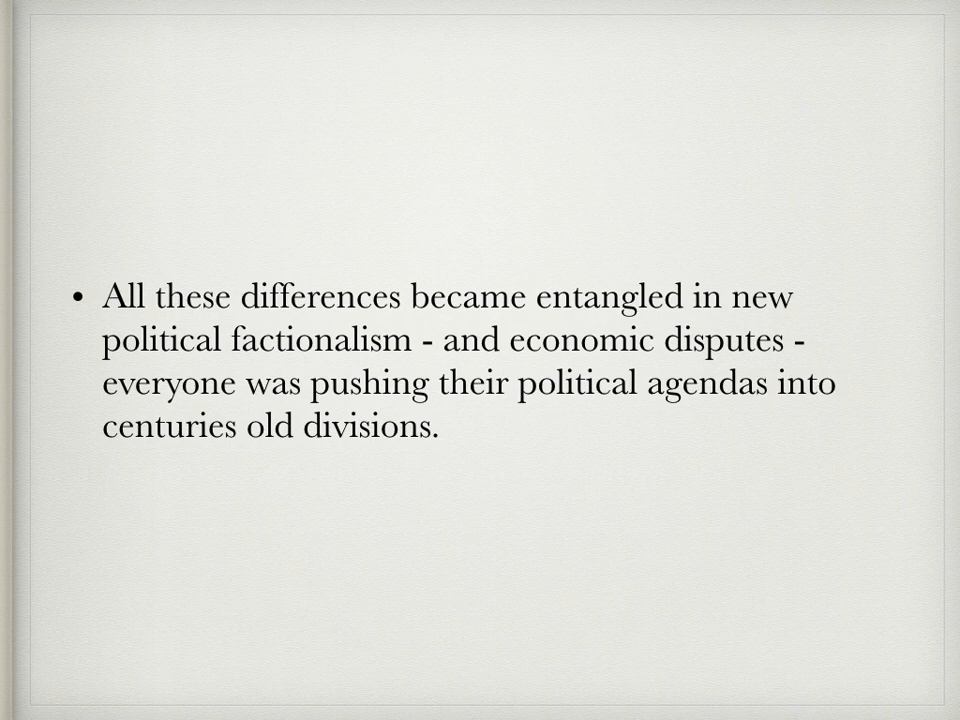 • All these differences became entangled in new
political factionalism - and economic disputes -
everyone was pushing their political agendas into
centuries old divisions.